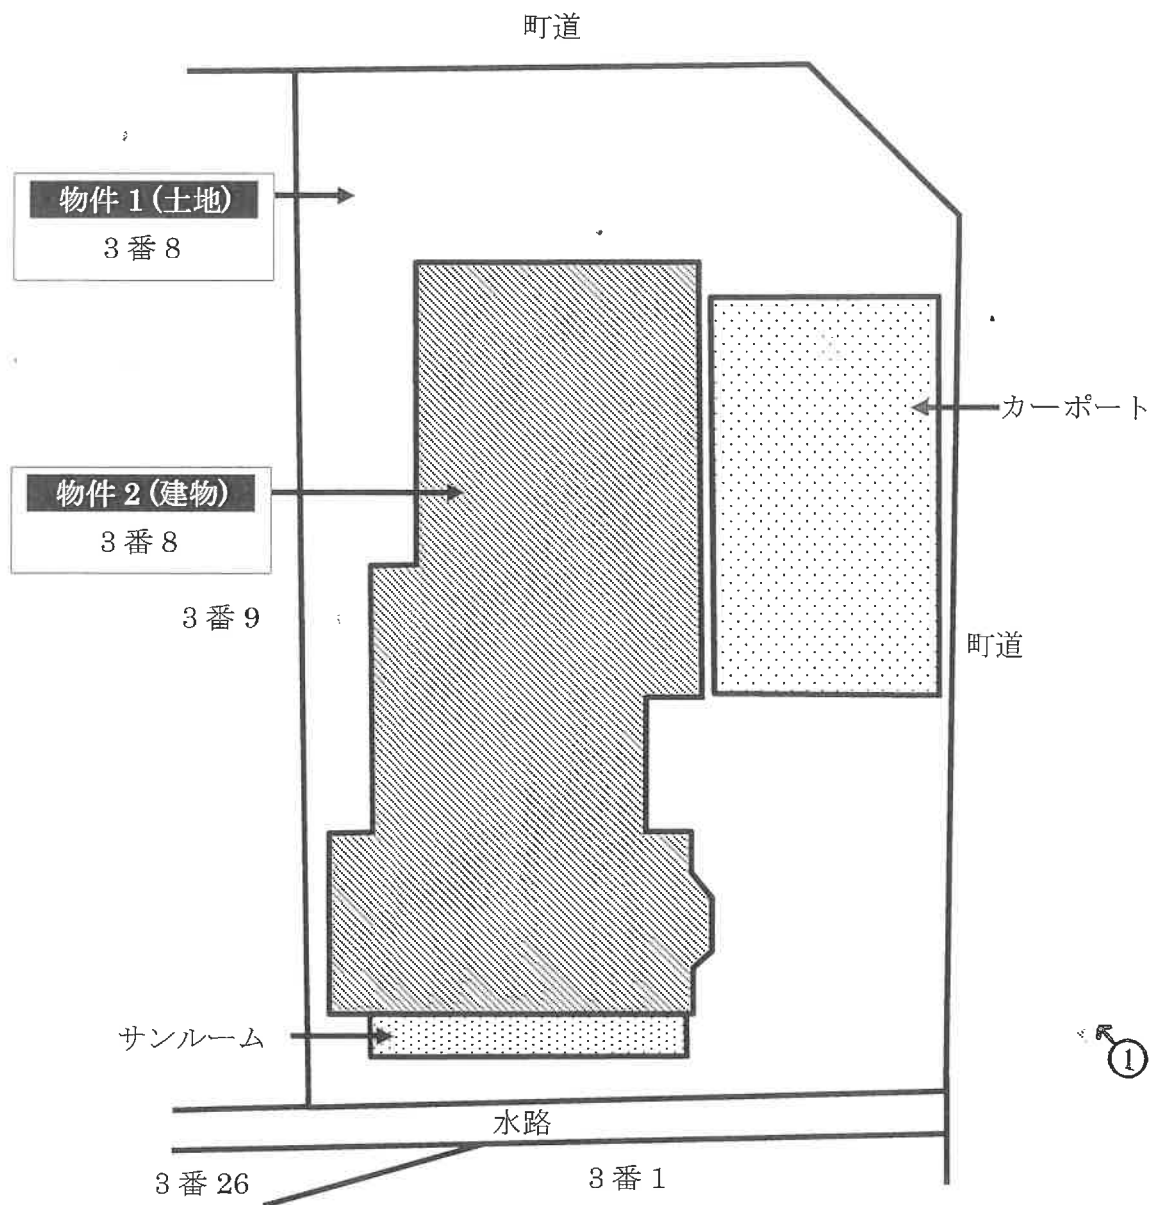 町道
物件 1 (土地)
3 番 8
カーポート
物件 2 (建物)
3 番 8
3 番 9
町道
サンルーム
①
水路
3 番 26
3 番 1